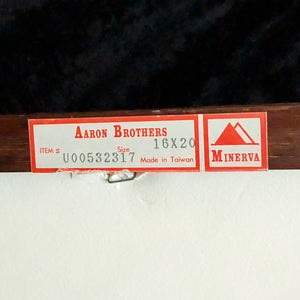 AARON BROTHERS
ITEM # Size 16X20
U00532317 Made in Taiwan
MINERVA